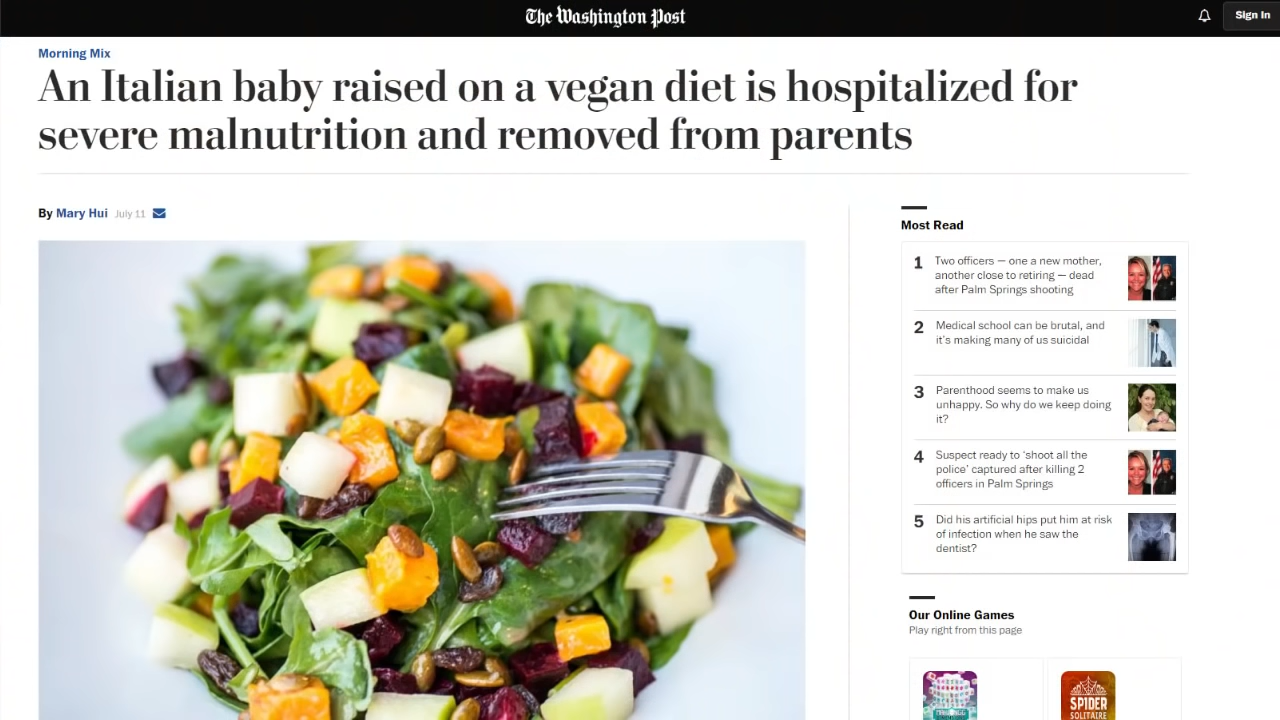 The Washington Post
Sign In
Morning Mix
An Italian baby raised on a vegan diet is hospitalized for
severe malnutrition and removed from parents
By Mary Hui July 11
Most Read
1
Two officers — one a new mother,
another close to retiring — dead
after Palm Springs shooting
2
Medical school can be brutal, and
it's making many of us suicidal
3
Parenthood seems to make us
unhappy. So why do we keep doing
it?
4
Suspect ready to 'shoot all the
police' captured after killing 2
officers in Palm Springs
5
Did his artificial hips put him at risk
of infection when he saw the
dentist?
Our Online Games
Play right from this page
SPIDER
SOLITAIRE